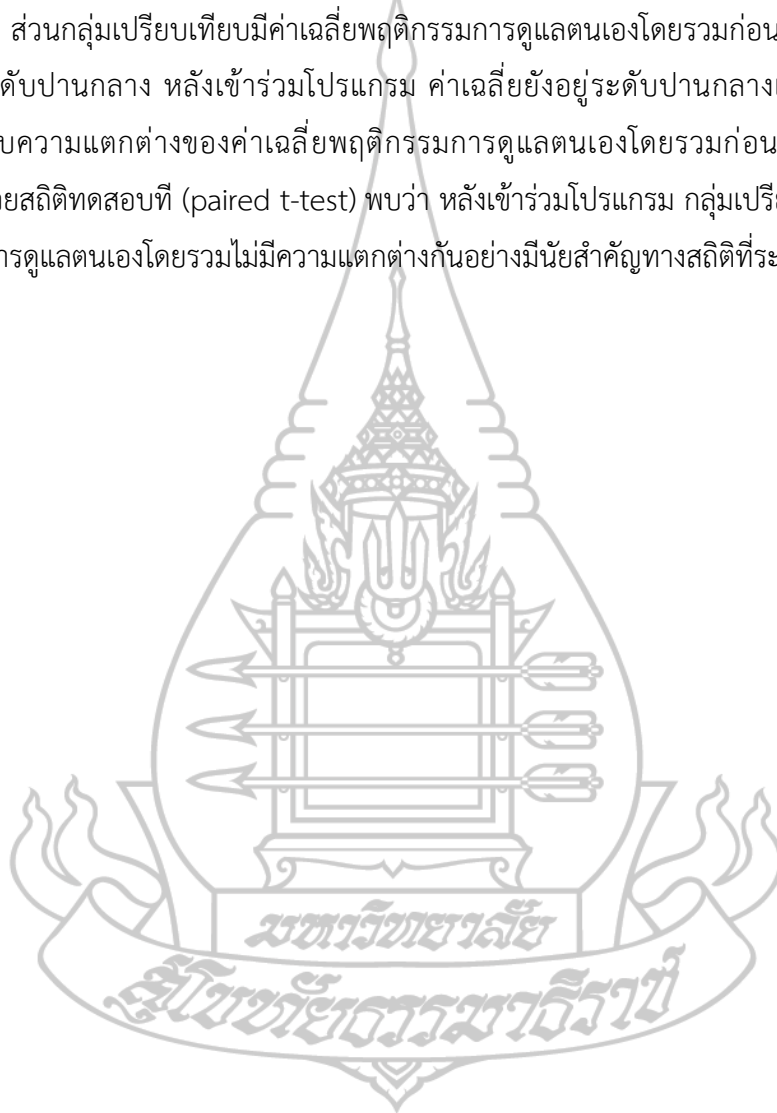 ส่วนกลุ่มเปรียบเทียบมีค่าเฉลี่ยพฤติกรรมการดูแลตนเองโดยรวมก่อน
ดับปานกลาง หลังเข้าร่วมโปรแกรม ค่าเฉลี่ยยังอยู่ระดับปานกลาง
บความแตกต่างของค่าเฉลี่ยพฤติกรรมการดูแลตนเองโดยรวมก่อน
ยสถิติทดสอบที (paired t-test) พบว่า หลังเข้าร่วมโปรแกรม กลุ่มเปรีย
ารดูแลตนเองโดยรวมไม่มีความแตกต่างกันอย่างมีนัยสำคัญทางสถิติที่ระ
มหาวิทยาลัย
สุโขทัยธรรมาธิราช